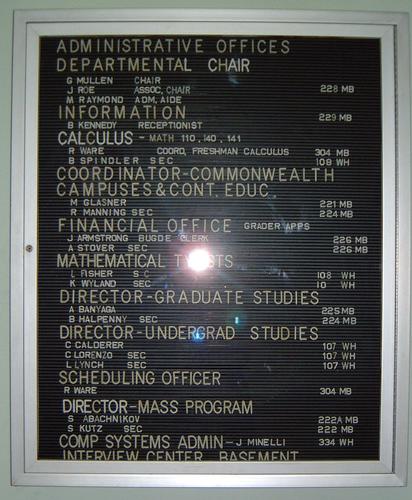 ADMINISTRATIVE OFFICES
DEPARTMENTAL CHAIR
G MULLEN CHAIR
J ROE ASSOC, CHAIR 228 MB
M RAYMOND ADM, AIDE
INFORMATION 229 MB
B KENNEDY RECEPTIONIST
CALCULUS - MATH 110, 140, 141
R WARE COORD, FRESHMAN CALCULUS 304 MB
B SPINDLER SEC 108 WH
COORDINATOR-COMMONWEALTH
CAMPUSES & CONT. EDUC.
M GLASNER 221 MB
R MANNING SEC 224 MB
FINANCIAL OFFICE GRADER APPS
J ARMSTRONG CLERK 226 MB
A STOVER SEC 226 MB
MATHEMATICAL
L FISHER 108 WH
K WYLAND SEC 10 WH
DIRECTOR-GRADUATE STUDIES
A BANYAGA 225 MB
B HALPENNY SEC 224 MB
DIRECTOR-UNDERGRAD STUDIES
C CALDERER 107 WH
C LORENZO SEC 107 WH
L LYNCH SEC 107 WH
SCHEDULING OFFICER
R WARE 304 MB
DIRECTOR-MASS PROGRAM
S ABACHNIKOV 222A MB
S KUTZ SEC 222 MB
COMP SYSTEMS ADMIN - J MINELLI 334 WH
INTERVIEW CENTER BASEMENT